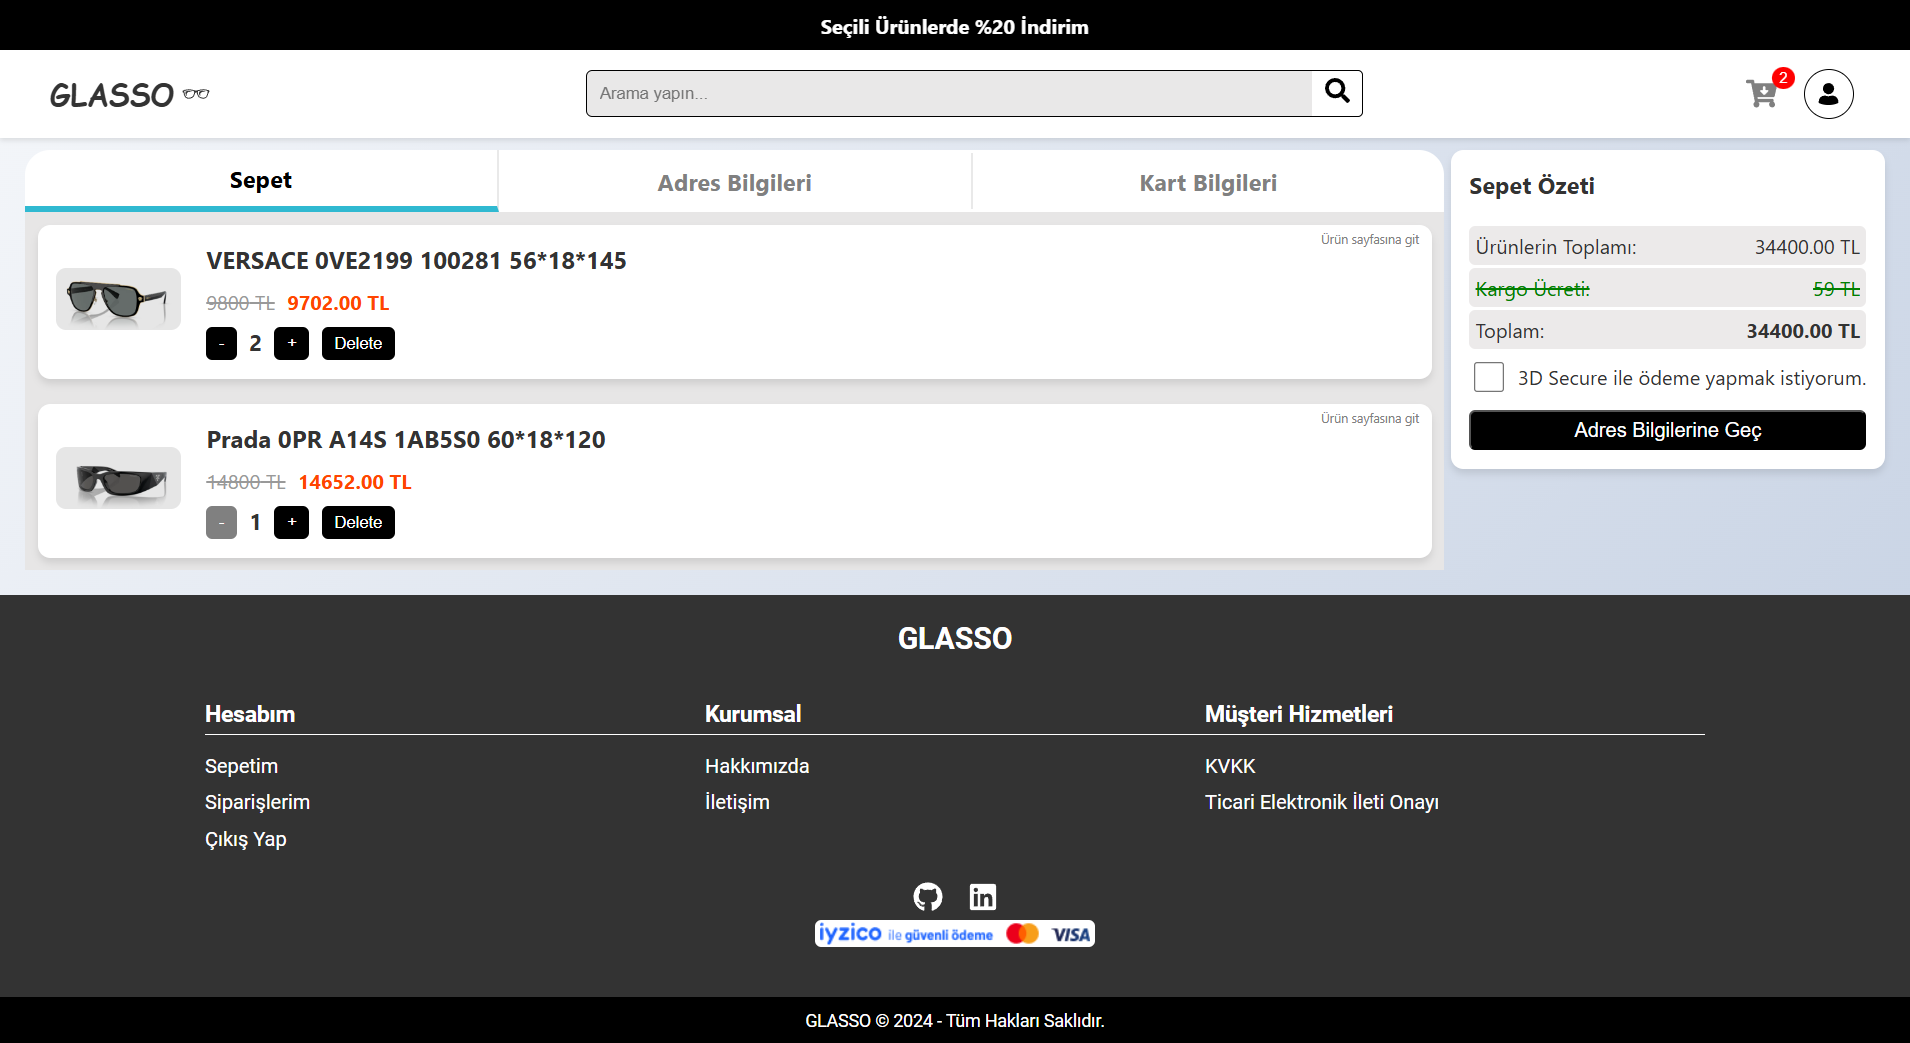 Seçili Ürünlerde %20 İndirim
GLASSO
Arama yapın...
2
Sepet
Adres Bilgileri
Kart Bilgileri
Ürün sayfasına git
VERSACE 0VE2199 100281 56*18*145
9800 TL 9702.00 TL
- 2 + Delete
Ürün sayfasına git
Prada 0PR A14S 1AB5S0 60*18*120
14800 TL 14652.00 TL
- 1 + Delete
Sepet Özeti
Ürünlerin Toplamı: 34400.00 TL
Kargo Ücreti: 59 TL
Toplam: 34400.00 TL
3D Secure ile ödeme yapmak istiyorum.
Adres Bilgilerine Geç
GLASSO
Hesabım
Sepetim
Siparişlerim
Çıkış Yap
Kurumsal
Hakkımızda
İletişim
Müşteri Hizmetleri
KVKK
Ticari Elektronik İleti Onayı
in
iyzico ile güvenli ödeme VISA
GLASSO © 2024 - Tüm Hakları Saklıdır.